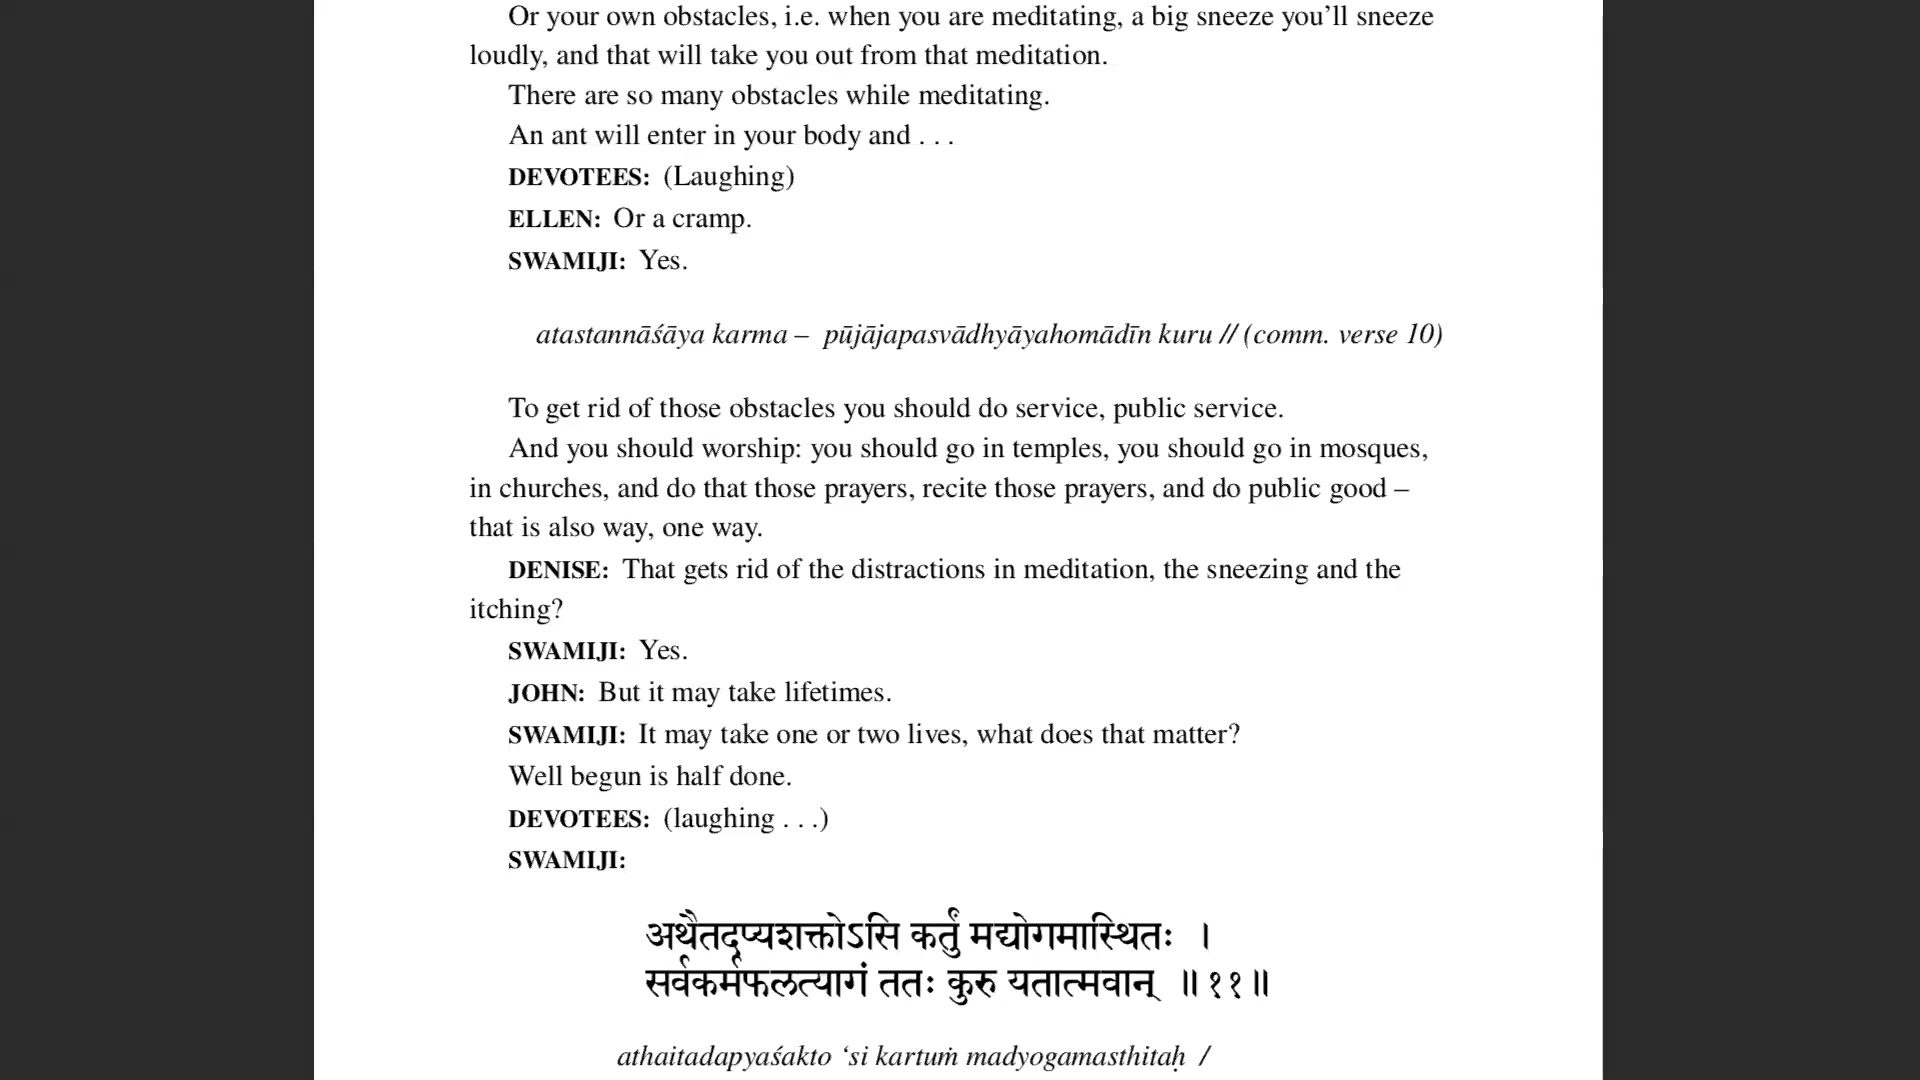 Or your own obstacles, i.e. when you are meditating, a big sneeze you’ll sneeze
loudly, and that will take you out from that meditation.
There are so many obstacles while meditating.
An ant will enter in your body and . . .
DEVOTEES: (Laughing)
ELLEN: Or a cramp.
SWAMIJI: Yes.
atastannāśāya karma – pūjājapasvādhyāyahomādīn kuru // (comm. verse 10)
To get rid of those obstacles you should do service, public service.
And you should worship: you should go in temples, you should go in mosques,
in churches, and do that those prayers, recite those prayers, and do public good –
that is also way, one way.
DENISE: That gets rid of the distractions in meditation, the sneezing and the
itching?
SWAMIJI: Yes.
JOHN: But it may take lifetimes.
SWAMIJI: It may take one or two lives, what does that matter?
Well begun is half done.
DEVOTEES: (laughing . . .)
SWAMIJI:
अथैतदप्यशक्तोऽसि कर्तुं मद्योगमास्थितः ।
सर्वकर्मफलत्यागं ततः कुरु यतात्मवान् ॥११॥
athaitadapyaśakto ‘si kartuṁ madyogamasthitaḥ /